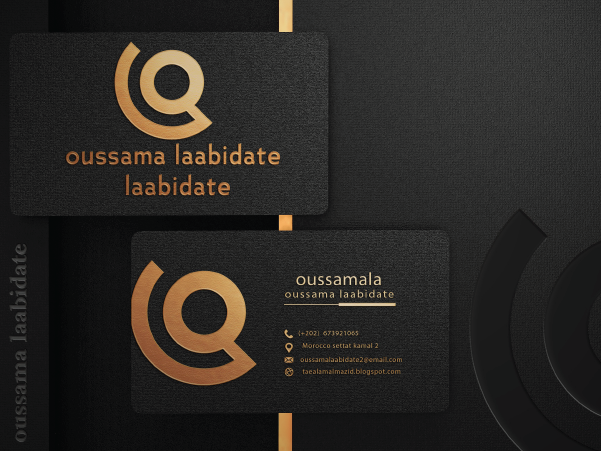 oussama laabidate
laabidate
oussamala
oussama laabidate
(+202) 673921065
Morocco settat kamal 2
oussamalaabidate2@email.com
taealamalmazid.blogspot.com
oussama laabidate